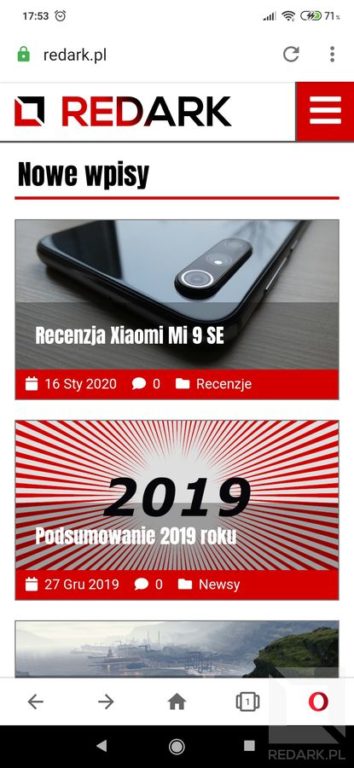 17:53
71%
redark.pl
REDARK
Nowe wpisy
Recenzja Xiaomi Mi 9 SE
16 Sty 2020 0 Recenzje
2019
Podsumowanie 2019 roku
27 Gru 2019 0 Newsy
1
REDARK.PL